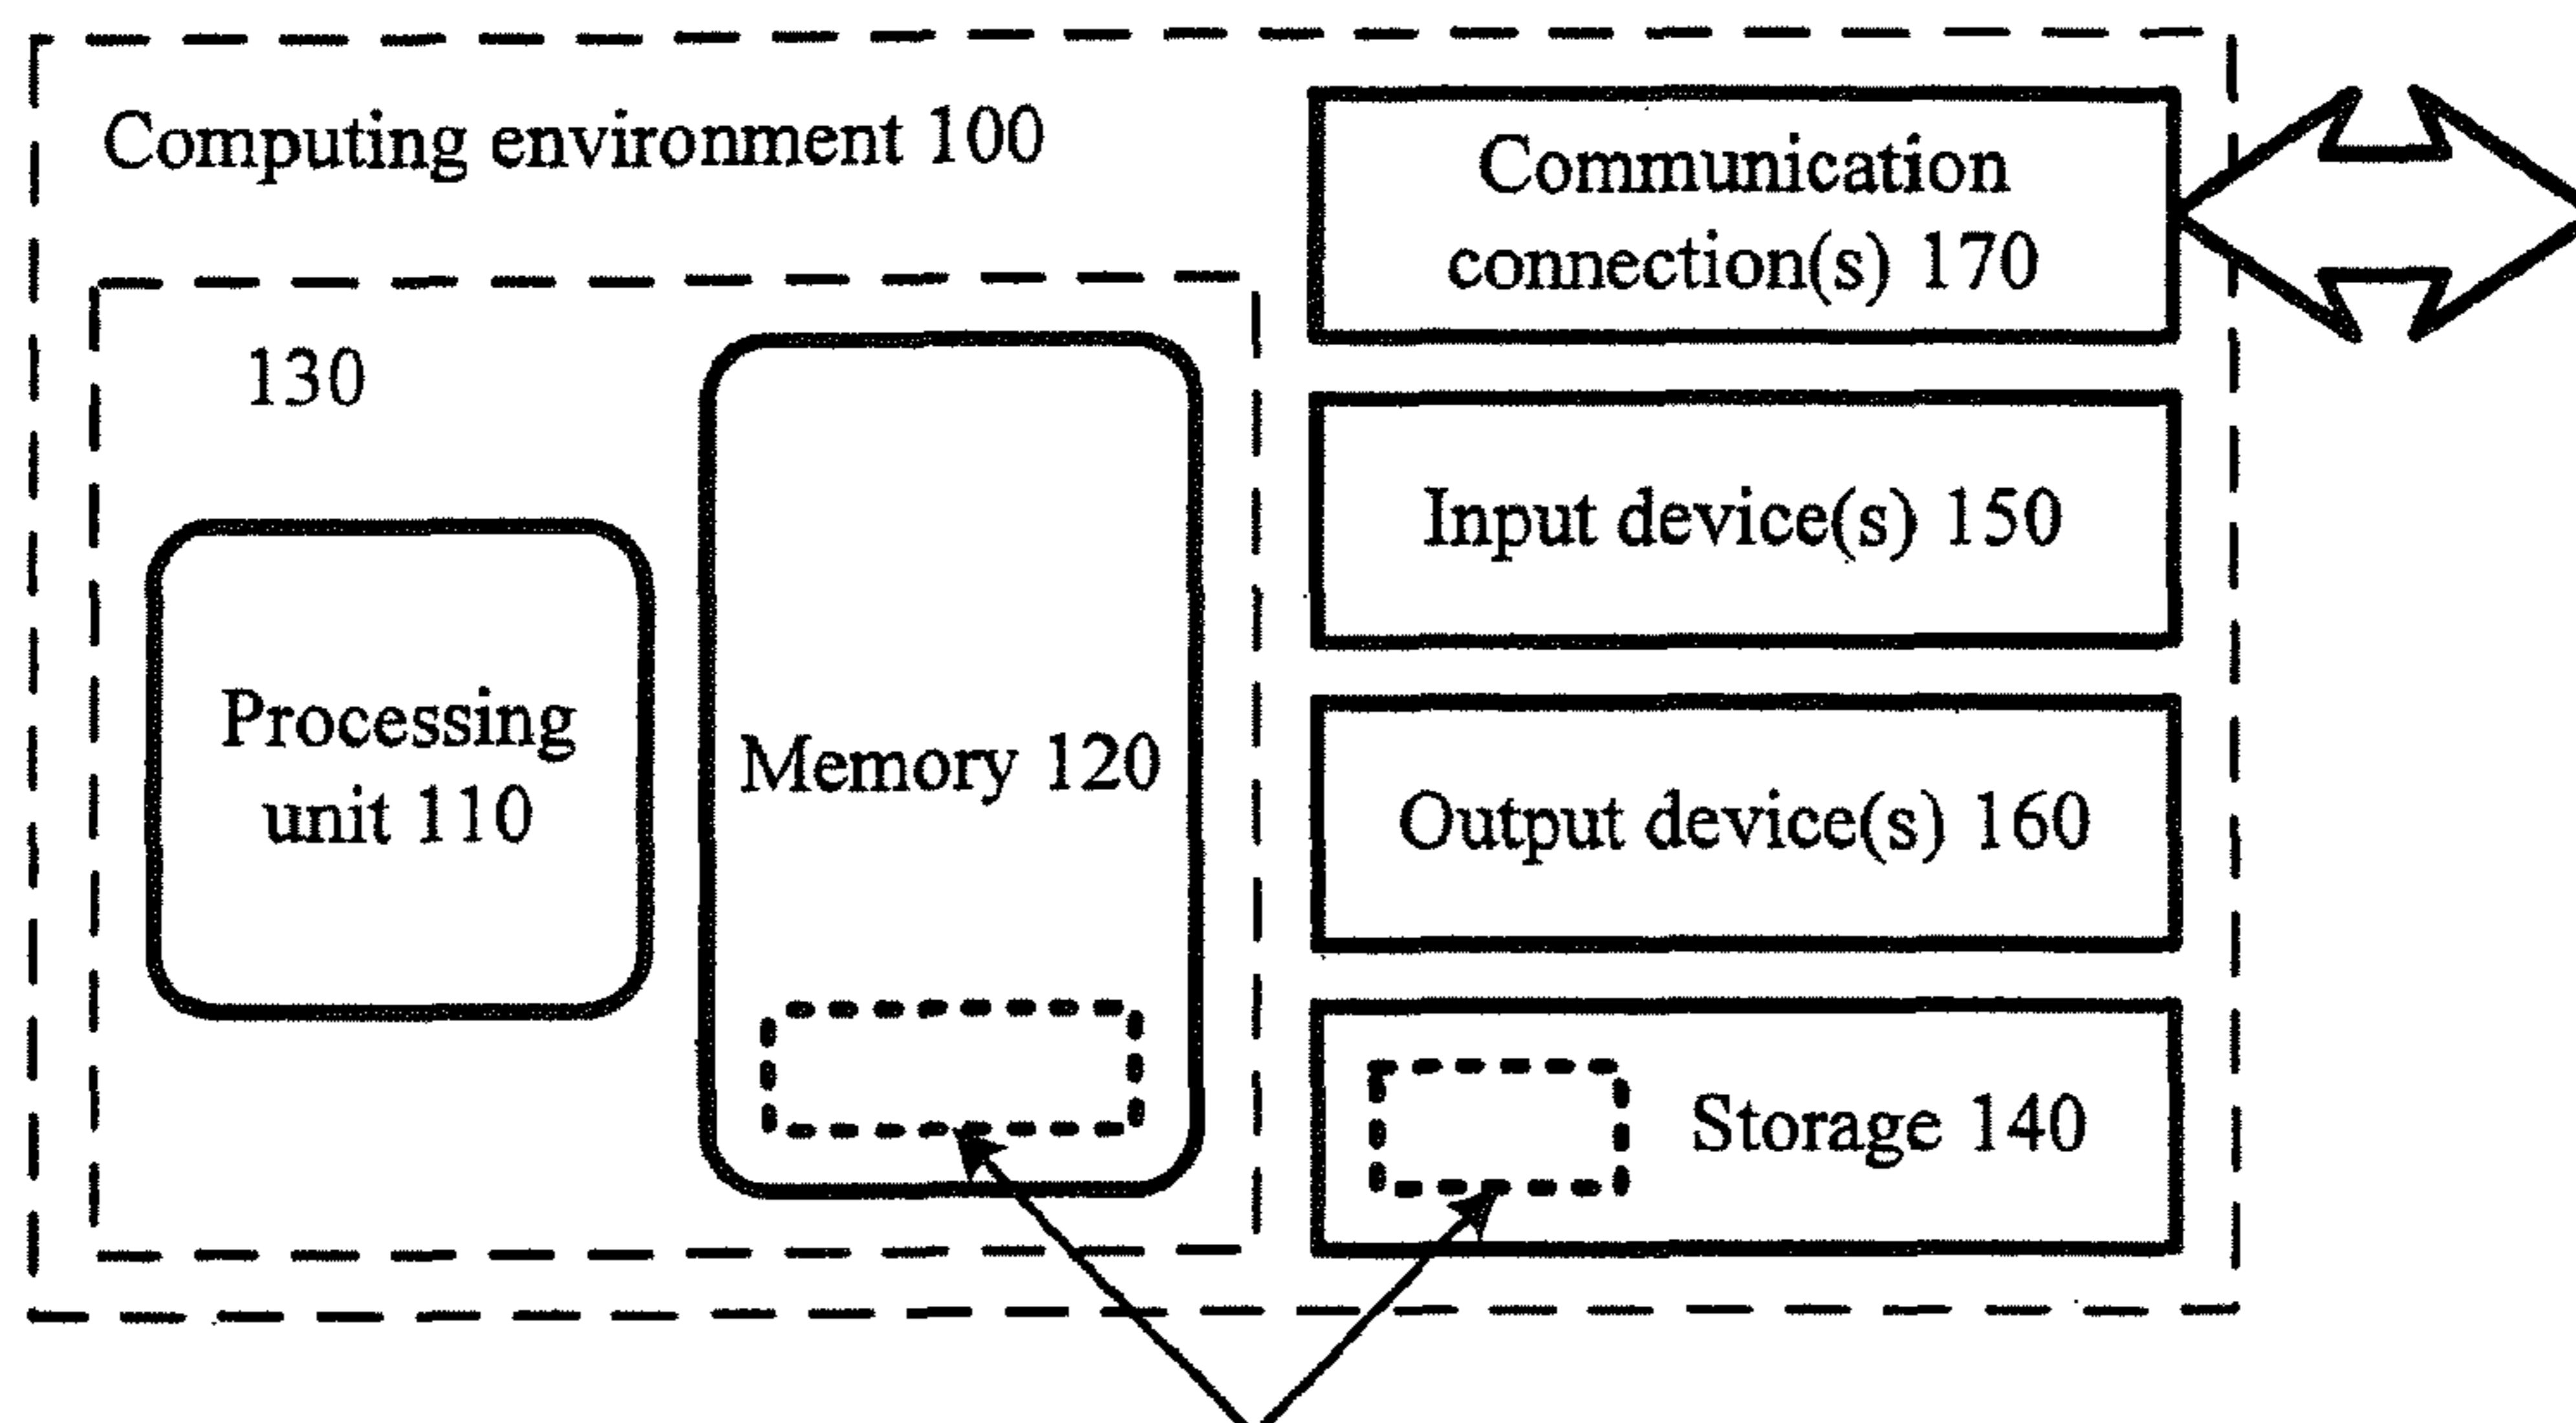 Computing environment 100
130
Processing
unit 110
Memory 120
Communication
connection(s) 170
Input device(s) 150
Output device(s) 160
Storage 140